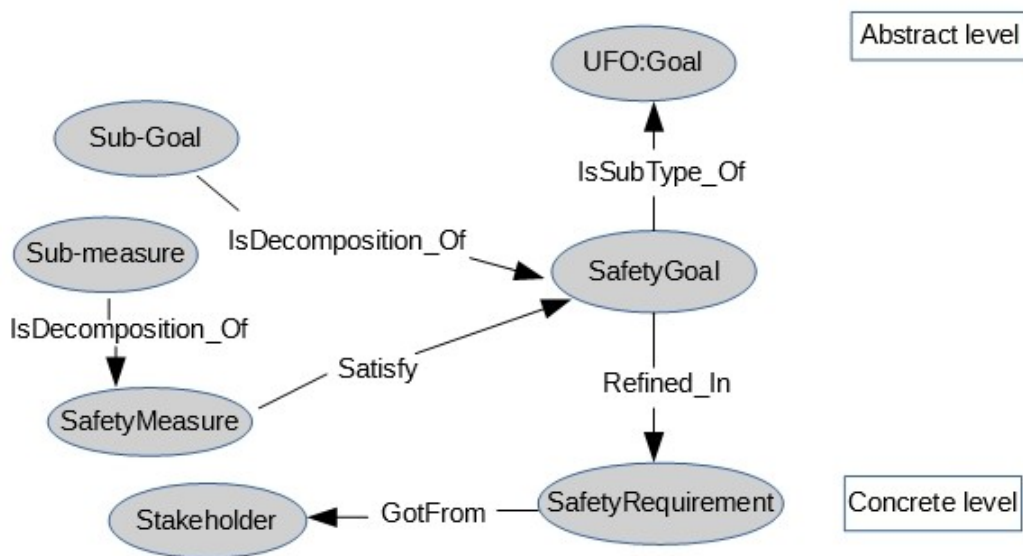 Abstract level
UFO:Goal
Sub-Goal
IsSubType_Of
IsDecomposition_Of
Sub-measure
SafetyGoal
IsDecomposition_Of
Satisfy
Refined_In
SafetyMeasure
SafetyRequirement
Concrete level
Stakeholder
GotFrom